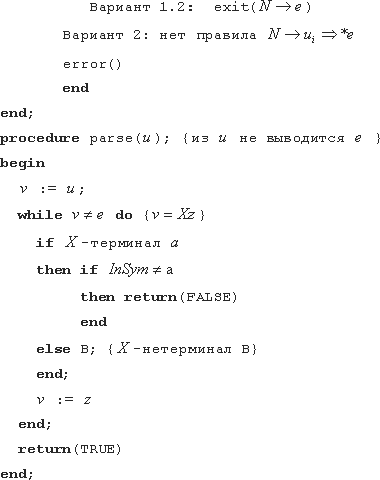 Вариант 1.2: exit(N→e)
Вариант 2: нет правила N→uᵢ⇒*e
error()
end
end;
procedure parse(u); {из u не выводится e }
begin
v := u;
while v≠e do {v=Xz}
if X-терминал a
then if InSym≠a
then return(FALSE)
end
else B; {X-нетерминал B}
end;
v := z
end;
return(TRUE)
end;